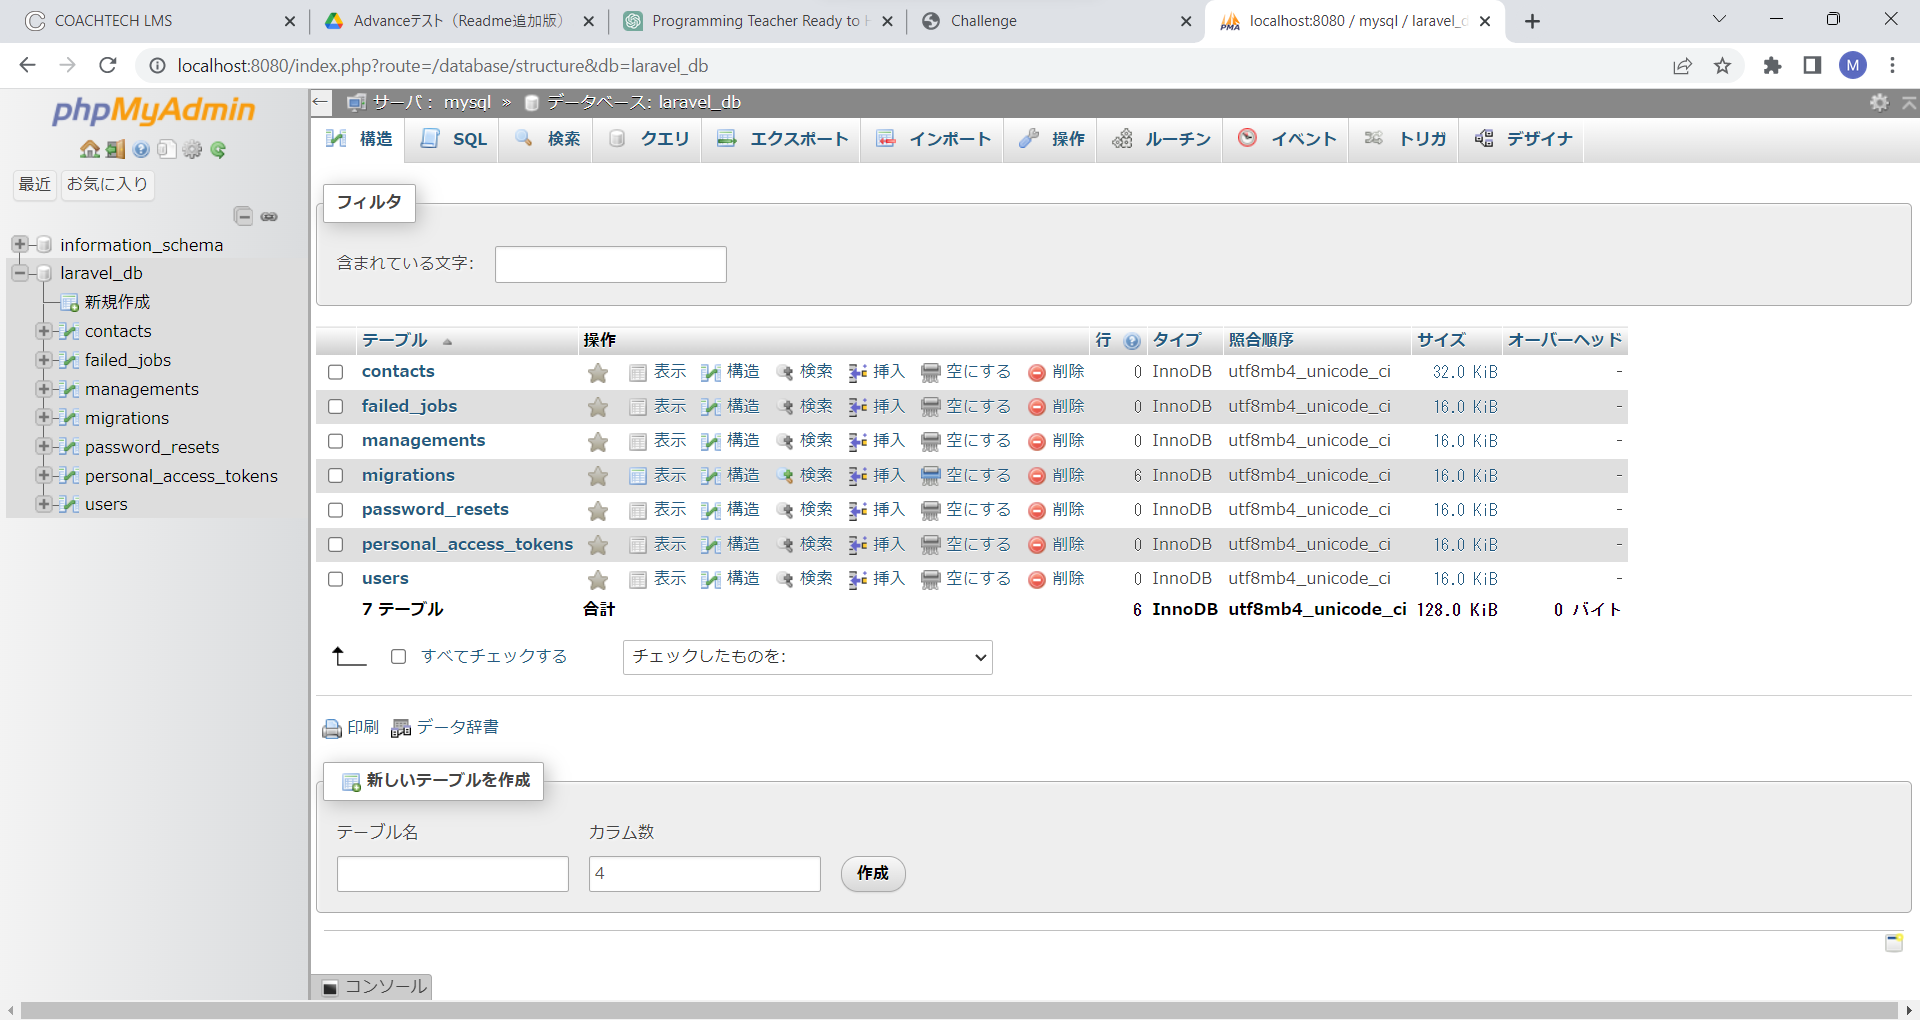 COACHTECH LMS
Advanceテスト（Readme追加版）
Programming Teacher Ready to H
Challenge
localhost:8080 / mysql / laravel_d
localhost:8080/index.php?route=/database/structure&db=laravel_db
M
phpMyAdmin
最近 お気に入り
information_schema
laravel_db
新規作成
contacts
failed_jobs
managements
migrations
password_resets
personal_access_tokens
users
サーバ: mysql » データベース: laravel_db
構造 SQL 検索 クエリ エクスポート インポート 操作 ルーチン イベント トリガ デザイナ
フィルタ
含まれている文字:
テーブル 操作 行 タイプ 照合順序 サイズ オーバーヘッド
contacts 表示 構造 検索 挿入 空にする 削除 0 InnoDB utf8mb4_unicode_ci 32.0 KiB -
failed_jobs 表示 構造 検索 挿入 空にする 削除 0 InnoDB utf8mb4_unicode_ci 16.0 KiB -
managements 表示 構造 検索 挿入 空にする 削除 0 InnoDB utf8mb4_unicode_ci 16.0 KiB -
migrations 表示 構造 検索 挿入 空にする 削除 6 InnoDB utf8mb4_unicode_ci 16.0 KiB -
password_resets 表示 構造 検索 挿入 空にする 削除 0 InnoDB utf8mb4_unicode_ci 16.0 KiB -
personal_access_tokens 表示 構造 検索 挿入 空にする 削除 0 InnoDB utf8mb4_unicode_ci 16.0 KiB -
users 表示 構造 検索 挿入 空にする 削除 0 InnoDB utf8mb4_unicode_ci 16.0 KiB -
7 テーブル 合計 6 InnoDB utf8mb4_unicode_ci 128.0 KiB 0 バイト
すべてチェックする チェックしたものを:
印刷 データ辞書
新しいテーブルを作成
テーブル名 カラム数
4 作成
コンソール